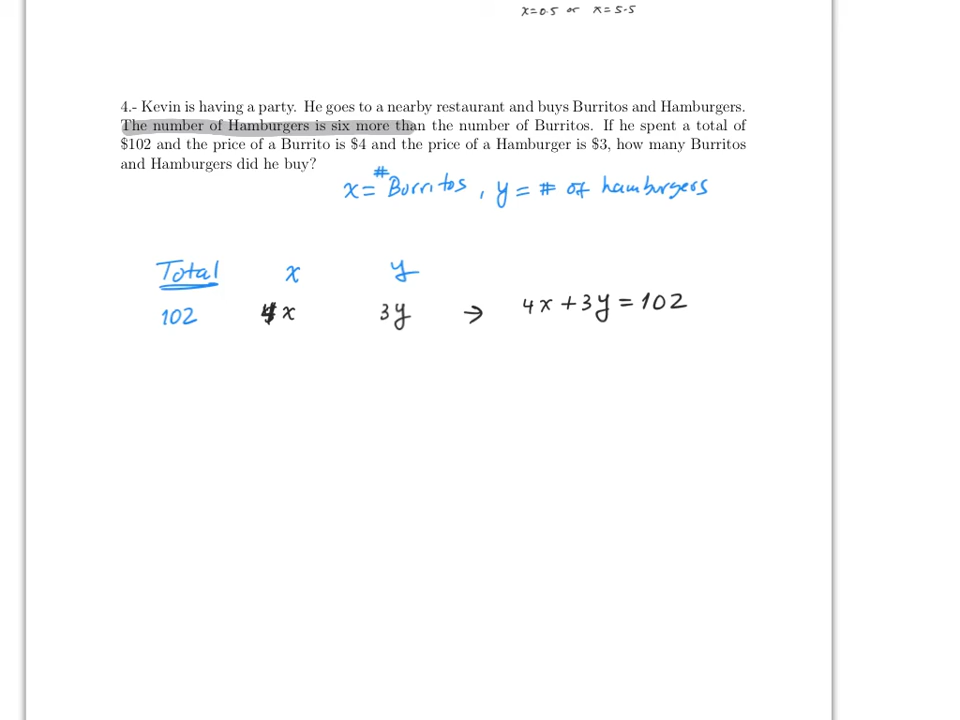 x=0.5 or x=5.5
4.- Kevin is having a party. He goes to a nearby restaurant and buys Burritos and Hamburgers.
The number of Hamburgers is six more than the number of Burritos. If he spent a total of
$102 and the price of a Burrito is $4 and the price of a Hamburger is $3, how many Burritos
and Hamburgers did he buy?
x = # Burritos, y = # of hamburgers
Total x y
102 4x 3y → 4x+3y=102